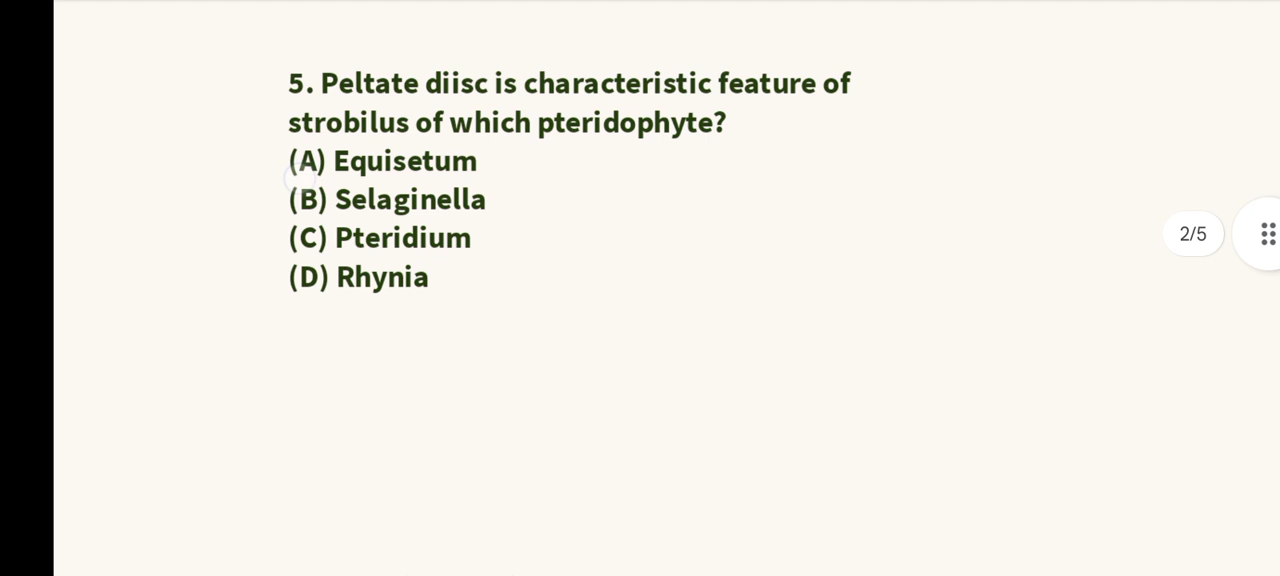 5. Peltate diisc is characteristic feature of
strobilus of which pteridophyte?
(A) Equisetum
(B) Selaginella
(C) Pteridium
(D) Rhynia
2/5